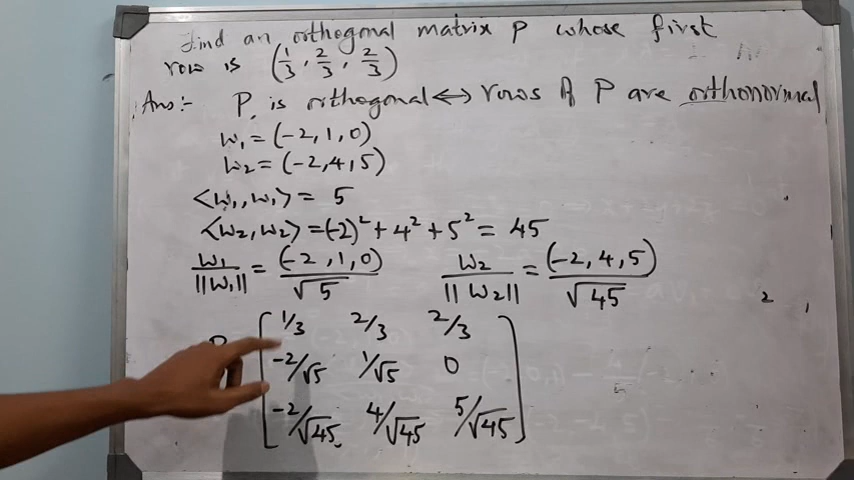 Find an orthogonal matrix P whose first
row is (1/3, 2/3, 2/3)
Ans:- P is orthogonal ↔ rows of P are orthonormal
w₁ = (-2, 1, 0)
w₂ = (-2, 4, 5)
⟨w₁, w₁⟩ = 5
⟨w₂, w₂⟩ = (-2)² + 4² + 5² = 45
w₁/||w₁|| = (-2, 1, 0)/√5 w₂/||w₂|| = (-2, 4, 5)/√45
1/3 2/3 2/3
-2/√5 1/√5 0
-2/√45 4/√45 5/√45